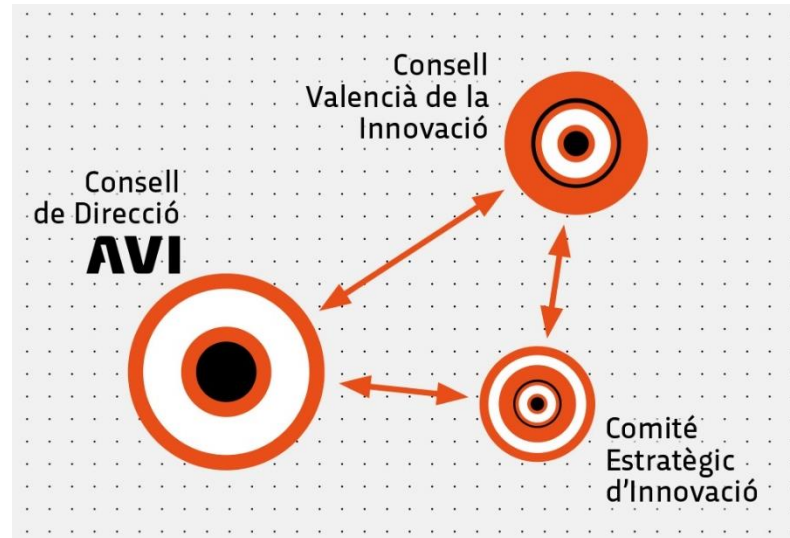 Consell
Valencià de la
Innovació
Consell
de Direcció
AVI
Comité
Estratègic
d'Innovació